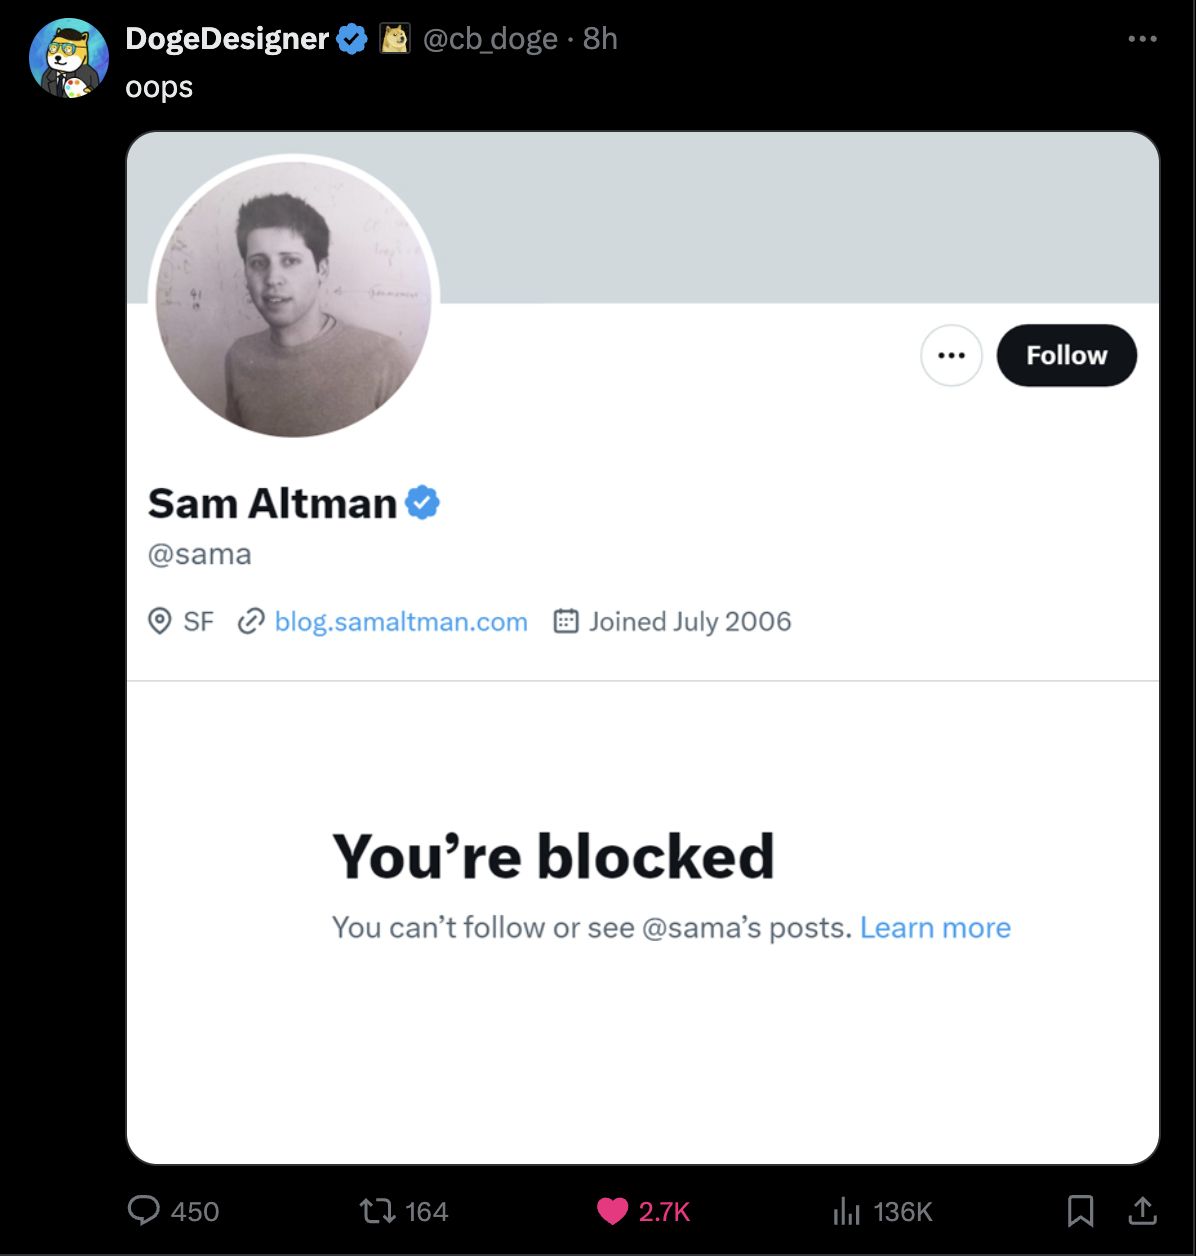 DogeDesigner @cb_doge · 8h
oops
Follow
Sam Altman
@sama
SF blog.samaltman.com Joined July 2006
You’re blocked
You can’t follow or see @sama’s posts. Learn more
450 164 2.7K 136K